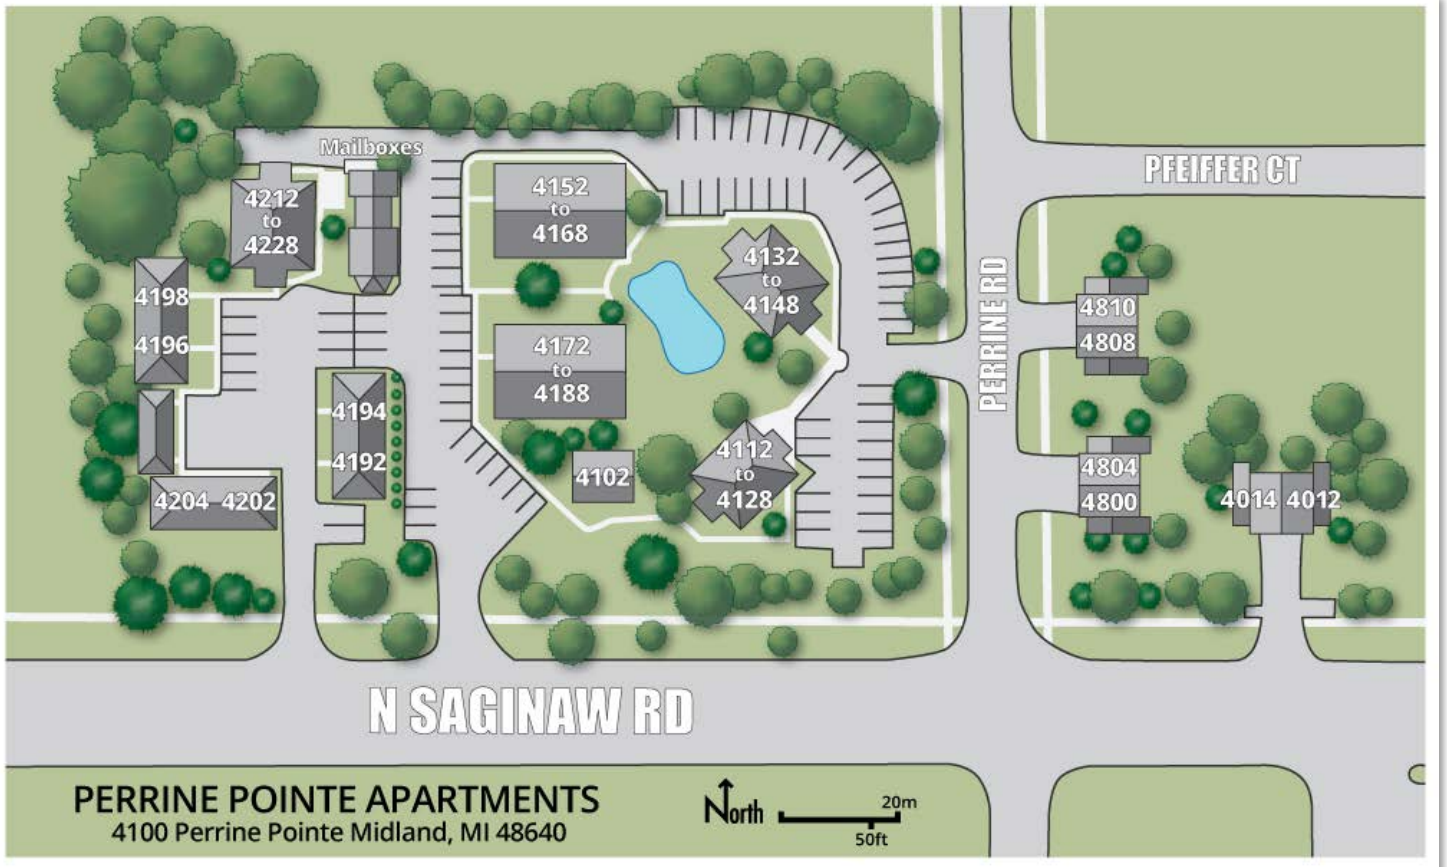 Mailboxes
PFEIFFER CT
4212
to
4228
4152
to
4168
4132
to
4148
4198
4196
PERRINE RD
4810
4808
4172
to
4188
4194
4192
4112
to
4128
4102
4804
4800
4204 4202
4014 4012
N SAGINAW RD
PERRINE POINTE APARTMENTS
4100 Perrine Pointe Midland, MI 48640
North
20m
50ft